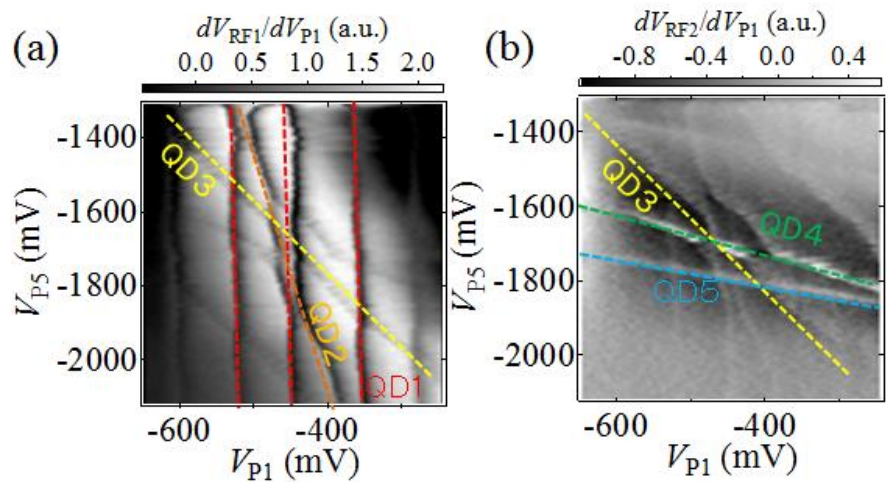 (a)
dV_RF1/dV_P1 (a.u.)
0.0 0.5 1.0 1.5 2.0
-1400
-1600
-1800
-2000
V_P5 (mV)
QD3
QD2
QD1
-600 -400
V_P1 (mV)
(b)
dV_RF2/dV_P1 (a.u.)
-0.8 -0.4 0.0 0.4
-1400
-1600
-1800
-2000
V_P5 (mV)
QD3
QD4
QD5
-600 -400
V_P1 (mV)